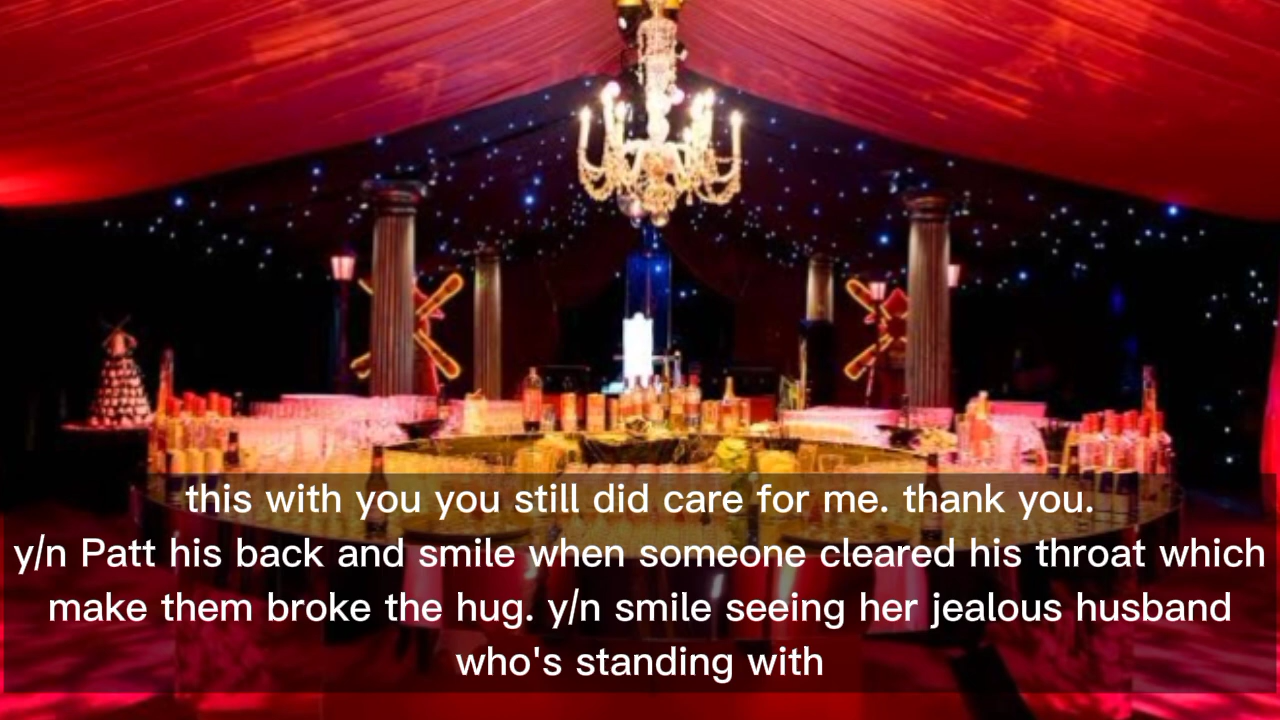 this with you you still did care for me. thank you.
y/n Patt his back and smile when someone cleared his throat which
make them broke the hug. y/n smile seeing her jealous husband
who's standing with